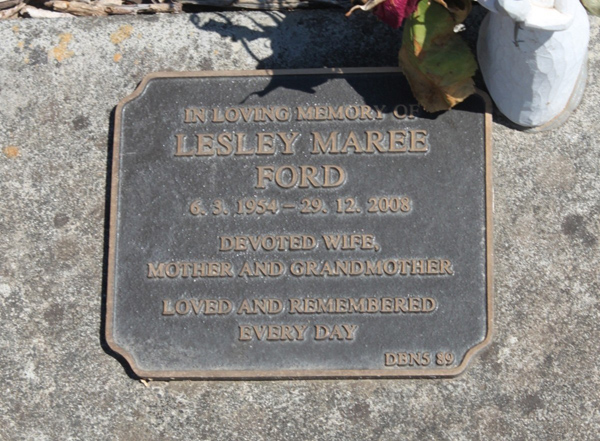 IN LOVING MEMORY OF
LESLEY MAREE
FORD
6. 3. 1954 - 29. 12. 2008
DEVOTED WIFE,
MOTHER AND GRANDMOTHER
LOVED AND REMEMBERED
EVERY DAY
DBN5 89